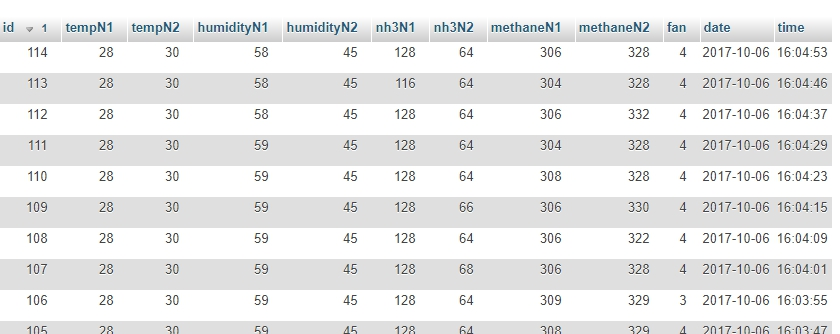 id 1 tempN1 tempN2 humidityN1 humidityN2 nh3N1 nh3N2 methaneN1 methaneN2 fan date time
114 28 30 58 45 128 64 306 328 4 2017-10-06 16:04:53
113 28 30 58 45 116 64 304 328 4 2017-10-06 16:04:46
112 28 30 58 45 128 64 306 332 4 2017-10-06 16:04:37
111 28 30 59 45 128 64 304 328 4 2017-10-06 16:04:29
110 28 30 59 45 128 64 308 328 4 2017-10-06 16:04:23
109 28 30 59 45 128 66 306 330 4 2017-10-06 16:04:15
108 28 30 59 45 128 64 306 322 4 2017-10-06 16:04:09
107 28 30 59 45 128 68 306 328 4 2017-10-06 16:04:01
106 28 30 59 45 128 64 309 329 3 2017-10-06 16:03:55
105 28 30 59 45 128 64 308 329 4 2017-10-06 16:03:47